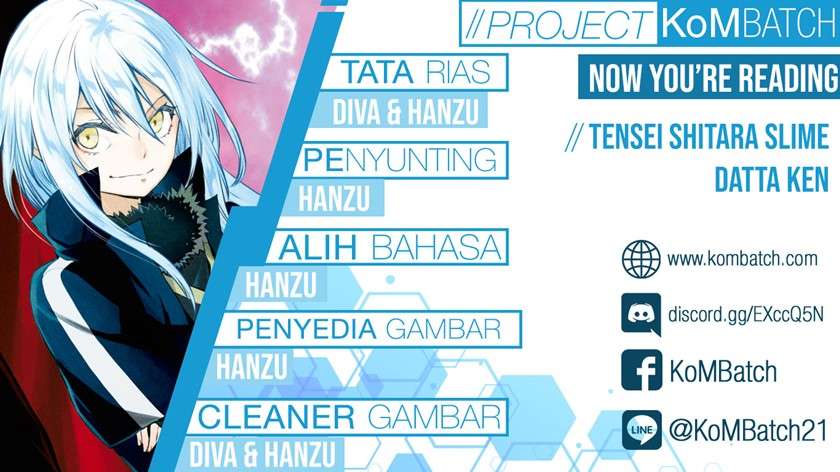 //PROJECT KoMBATCH
NOW YOU'RE READING
// TENSEI SHITARA SLIME
DATTA KEN
TATA RIAS
DIVA & HANZU
PENYUNTING
HANZU
ALIH BAHASA
HANZU
PENYEDIA GAMBAR
HANZU
CLEANER GAMBAR
DIVA & HANZU
www.kombatch.com
discord.gg/EXccQ5N
KoMBatch
LINE @KoMBatch21